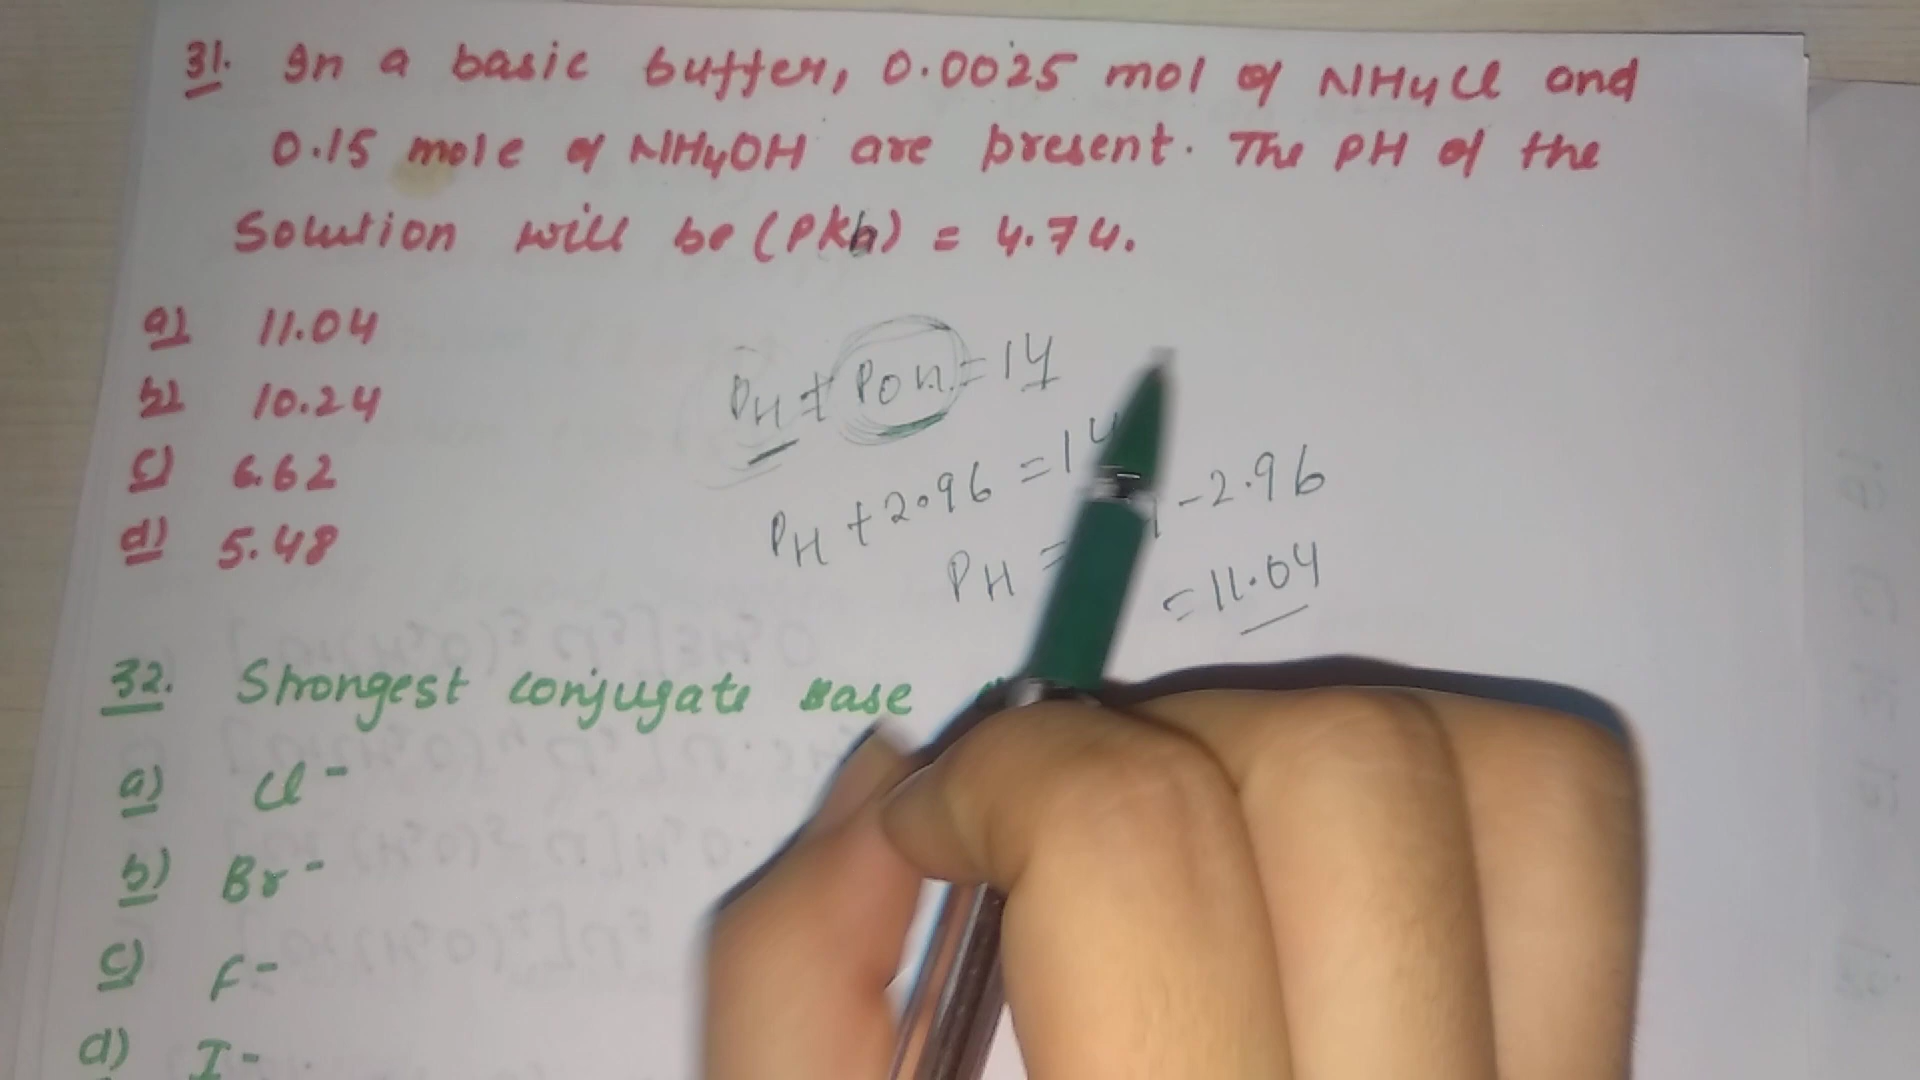 31. In a basic buffer, 0.0025 mol of NH4Cl and
0.15 mole of NH4OH are present. The PH of the
Solution will be (PKb) = 4.74.
a) 11.04
b) 10.24
c) 6.62
d) 5.48
PH + POH = 14
PH + 2.96 = 14
PH = - 2.96
= 11.04
32. Strongest conjugate Base
a) Cl-
b) Br-
c) F-
d) I-